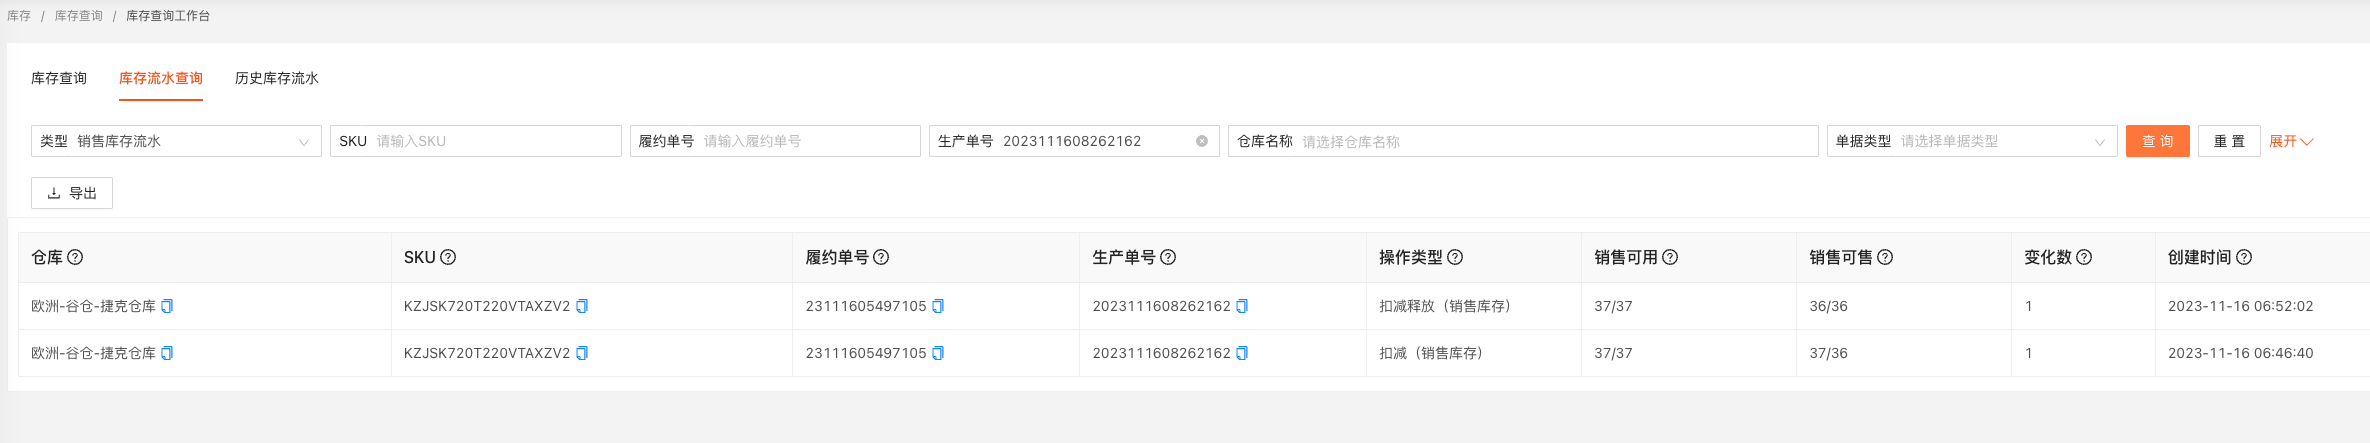 库存 / 库存查询 / 库存查询工作台
库存查询 库存流水查询 历史库存流水
类型 销售库存流水 SKU 请输入SKU 履约单号 请输入履约单号 生产单号 2023111608262162 仓库名称 请选择仓库名称 单据类型 请选择单据类型 查 询 重 置 展开
导出
仓库 SKU 履约单号 生产单号 操作类型 销售可用 销售可售 变化数 创建时间
欧洲-谷仓-捷克仓库 KZJSK720T220VTAXZV2 23111605497105 2023111608262162 扣减释放（销售库存） 37/37 36/36 1 2023-11-16 06:52:02
欧洲-谷仓-捷克仓库 KZJSK720T220VTAXZV2 23111605497105 2023111608262162 扣减（销售库存） 37/37 37/36 1 2023-11-16 06:46:40